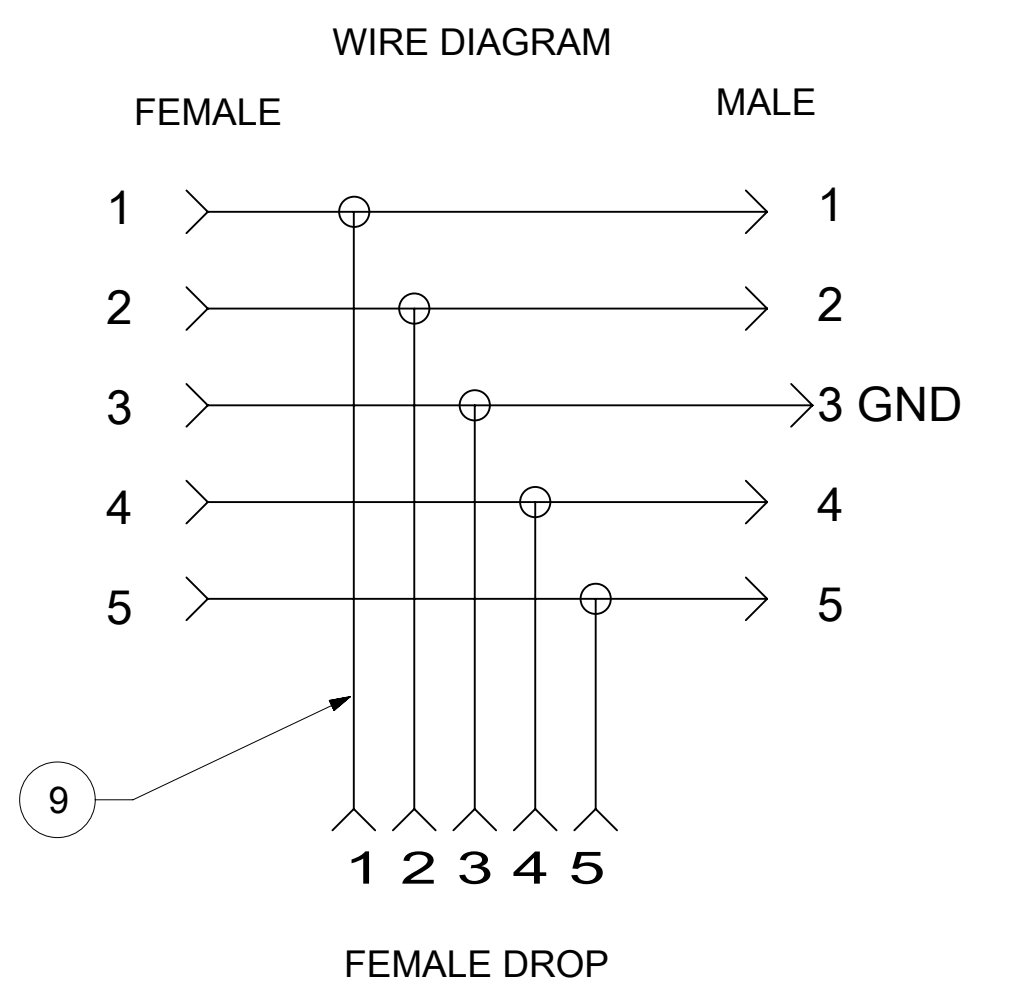 WIRE DIAGRAM
FEMALE MALE
1 1
2 2
3 3 GND
4 4
5 5
9
1 2 3 4 5
FEMALE DROP